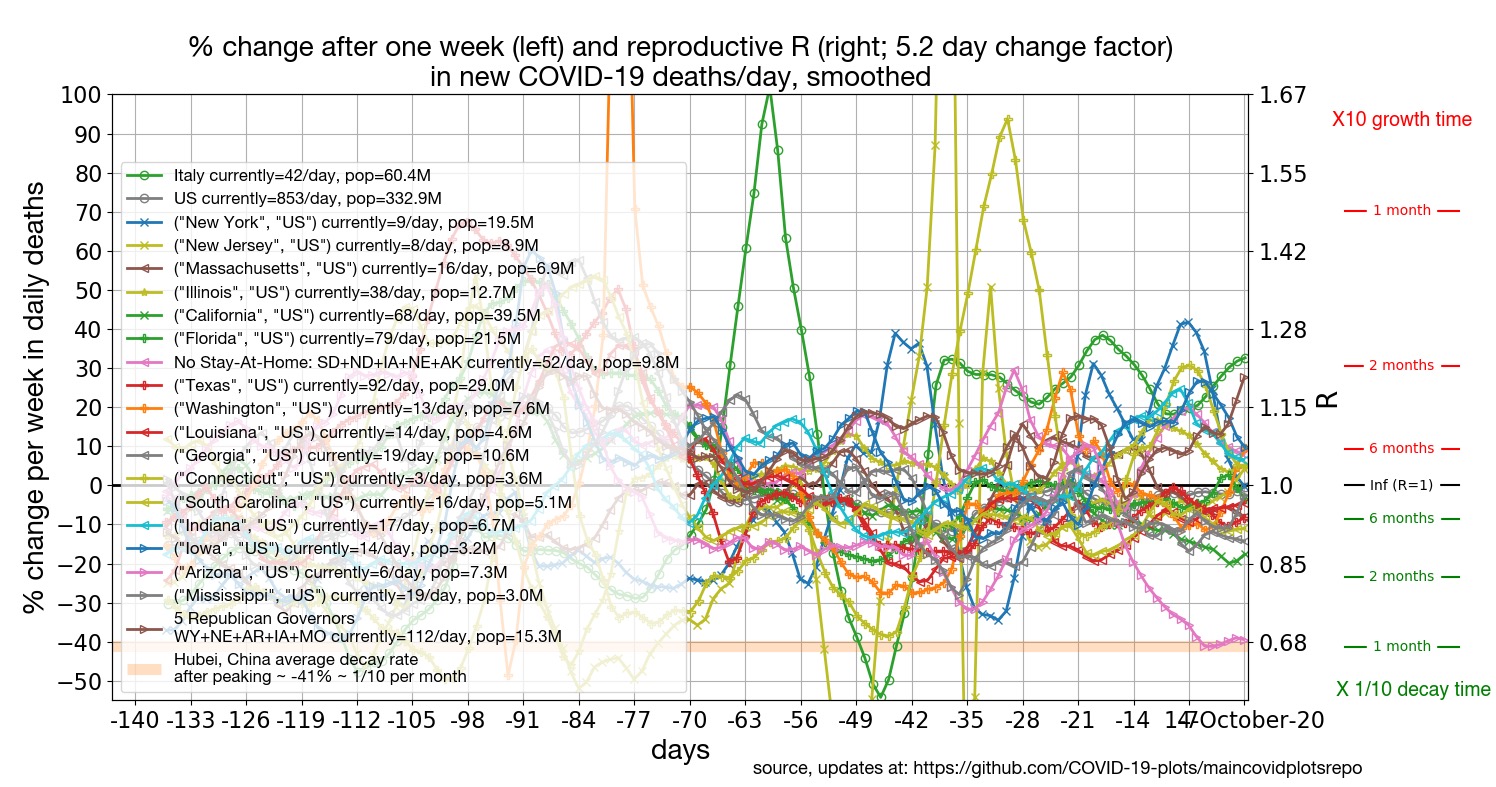 % change after one week (left) and reproductive R (right; 5.2 day change factor)
in new COVID-19 deaths/day, smoothed
% change per week in daily deaths
100
90
80
70
60
50
40
30
20
10
0
−10
−20
−30
−40
−50
Italy currently=42/day, pop=60.4M
US currently=853/day, pop=332.9M
("New York", "US") currently=9/day, pop=19.5M
("New Jersey", "US") currently=8/day, pop=8.9M
("Massachusetts", "US") currently=16/day, pop=6.9M
("Illinois", "US") currently=38/day, pop=12.7M
("California", "US") currently=68/day, pop=39.5M
("Florida", "US") currently=79/day, pop=21.5M
No Stay-At-Home: SD+ND+IA+NE+AK currently=52/day, pop=9.8M
("Texas", "US") currently=92/day, pop=29.0M
("Washington", "US") currently=13/day, pop=7.6M
("Louisiana", "US") currently=14/day, pop=4.6M
("Georgia", "US") currently=19/day, pop=10.6M
("Connecticut", "US") currently=3/day, pop=3.6M
("South Carolina", "US") currently=16/day, pop=5.1M
("Indiana", "US") currently=17/day, pop=6.7M
("Iowa", "US") currently=14/day, pop=3.2M
("Arizona", "US") currently=6/day, pop=7.3M
("Mississippi", "US") currently=19/day, pop=3.0M
5 Republican Governors
WY+NE+AR+IA+MO currently=112/day, pop=15.3M
Hubei, China average decay rate
after peaking ~ -41% ~ 1/10 per month
1.67
1.55
1.42
1.28
1.15
1.0
0.85
0.68
R
X10 growth time
1 month
2 months
6 months
Inf (R=1)
6 months
2 months
1 month
X 1/10 decay time
-140 -133 -126 -119 -112 -105 -98 -91 -84 -77 -70 -63 -56 -49 -42 -35 -28 -21 -14 -7 14-October-20
days
source, updates at: https://github.com/COVID-19-plots/maincovidplotsrepo